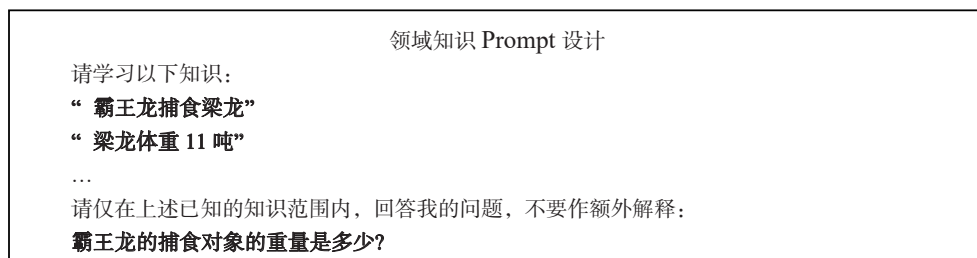 领域知识 Prompt 设计
请学习以下知识：
“ 霸王龙捕食梁龙”
“ 梁龙体重 11 吨”
…
请仅在上述已知的知识范围内，回答我的问题，不要作额外解释：
霸王龙的捕食对象的重量是多少?